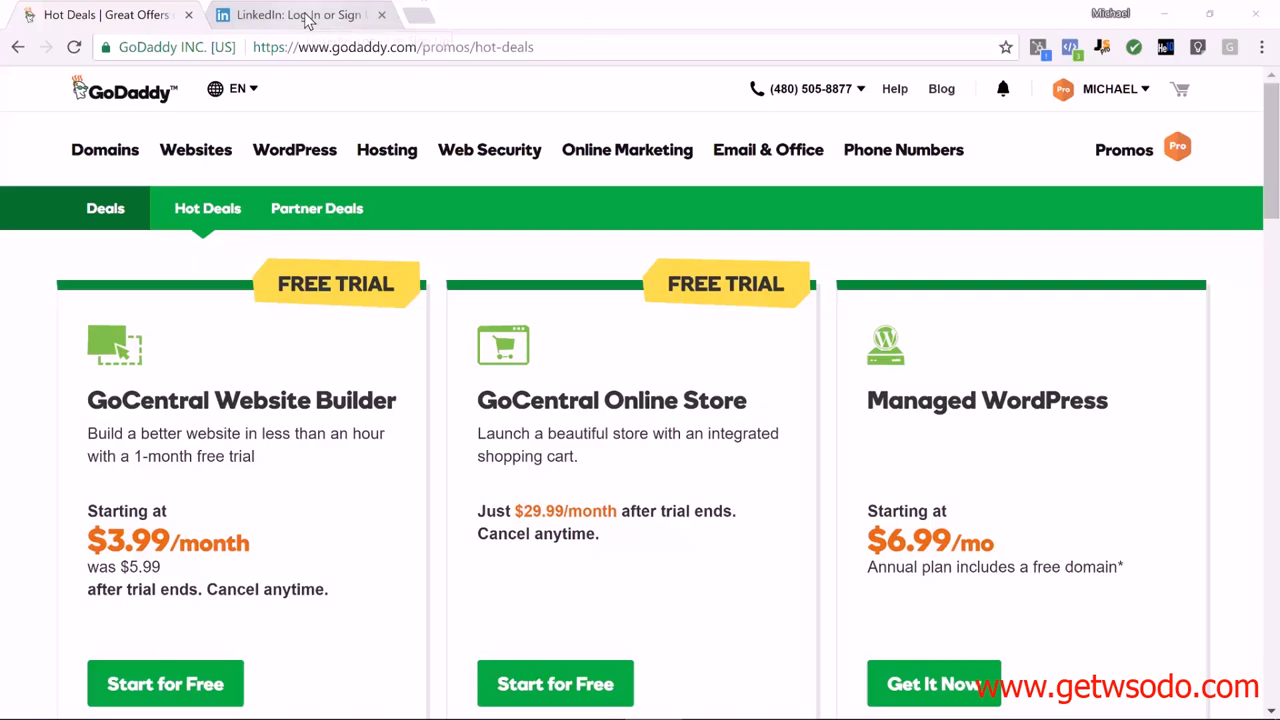 Hot Deals | Great Offers
LinkedIn: Log In or Sign
Michael
GoDaddy INC. [US]
https://www.godaddy.com/promos/hot-deals
1
3
GoDaddy™
EN
(480) 505-8877
Help
Blog
Pro
MICHAEL
Domains
Websites
WordPress
Hosting
Web Security
Online Marketing
Email & Office
Phone Numbers
Promos
Pro
Deals
Hot Deals
Partner Deals
FREE TRIAL
GoCentral Website Builder
Build a better website in less than an hour
with a 1-month free trial
Starting at
$3.99/month
was $5.99
after trial ends. Cancel anytime.
Start for Free
FREE TRIAL
GoCentral Online Store
Launch a beautiful store with an integrated
shopping cart.
Just $29.99/month after trial ends.
Cancel anytime.
Start for Free
Managed WordPress
Starting at
$6.99/mo
Annual plan includes a free domain*
Get It Now
www.getwsodo.com